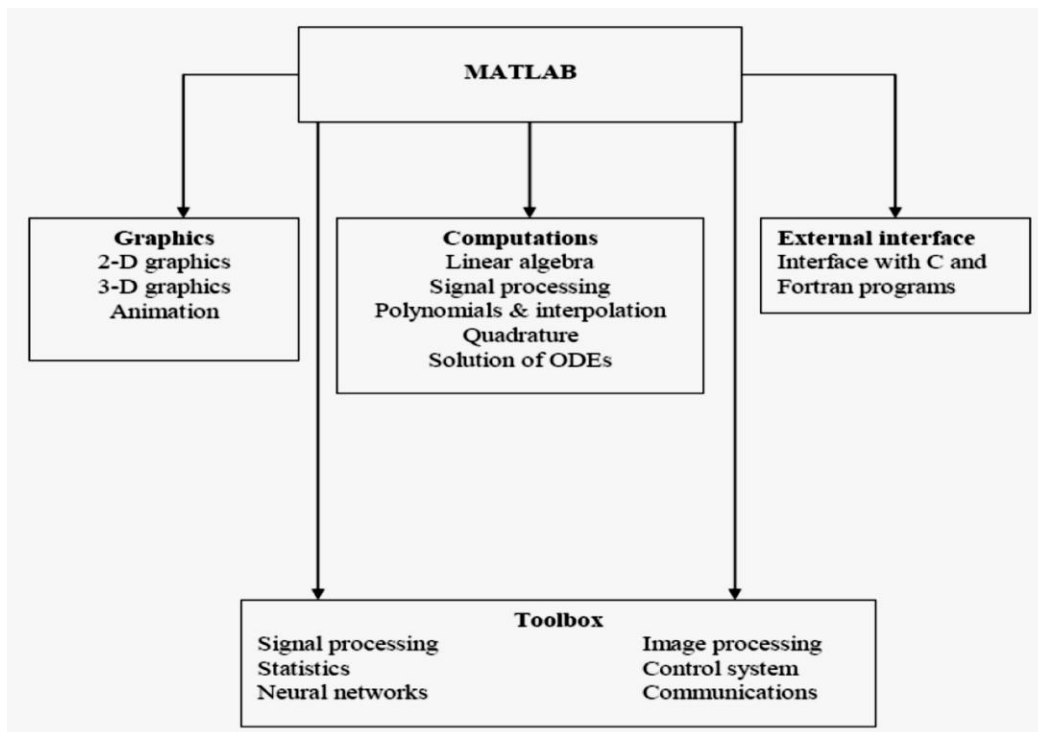 MATLAB
Graphics
2-D graphics
3-D graphics
Animation
Computations
Linear algebra
Signal processing
Polynomials & interpolation
Quadrature
Solution of ODEs
External interface
Interface with C and
Fortran programs
Toolbox
Signal processing
Statistics
Neural networks
Image processing
Control system
Communications